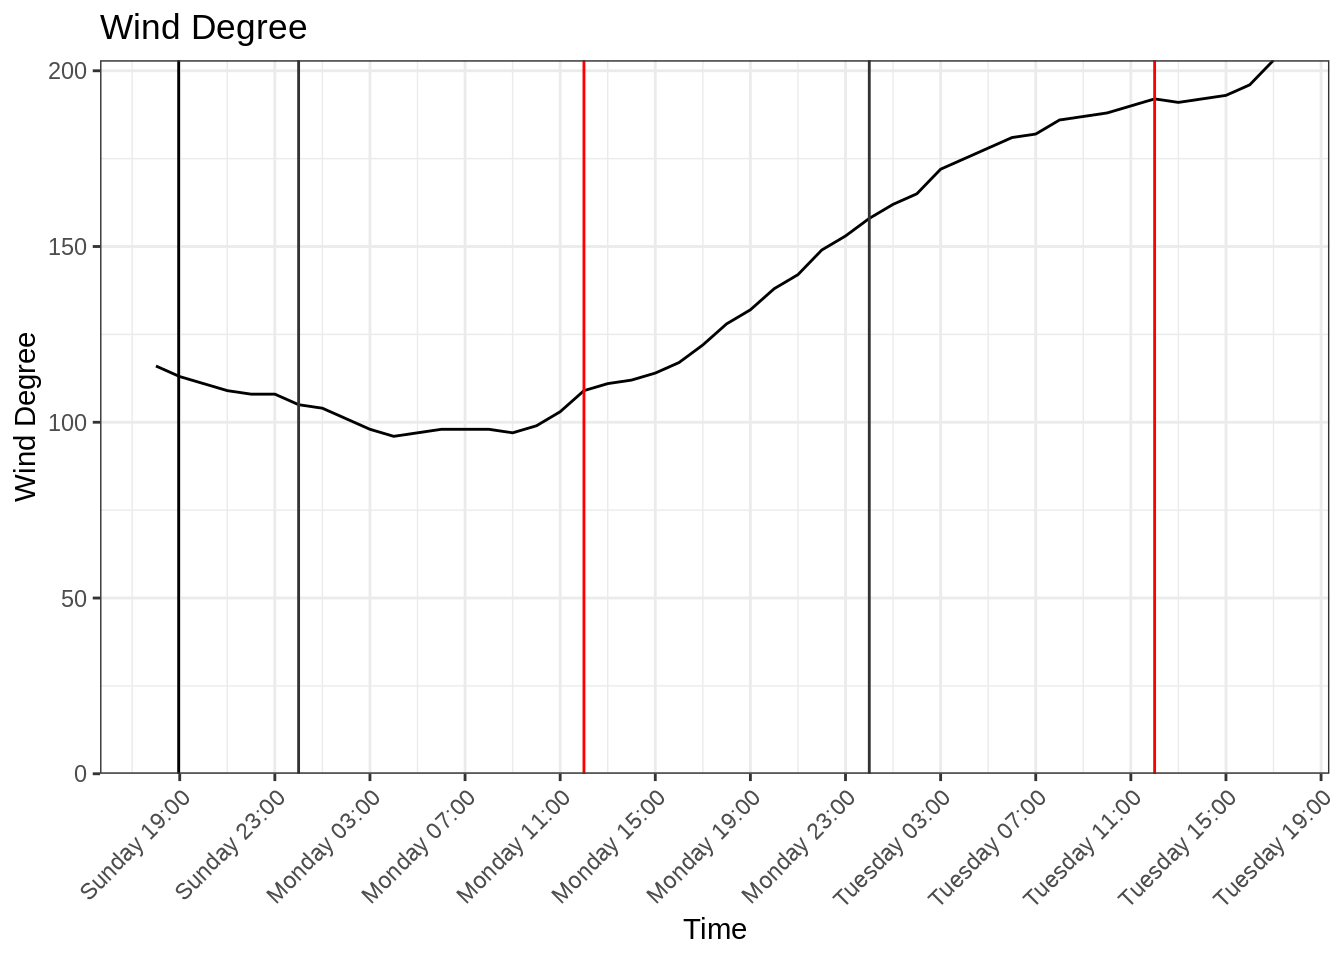 Wind Degree
Wind Degree
200
150
100
50
0
Sunday 19:00
Sunday 23:00
Monday 03:00
Monday 07:00
Monday 11:00
Monday 15:00
Monday 19:00
Monday 23:00
Tuesday 03:00
Tuesday 07:00
Tuesday 11:00
Tuesday 15:00
Tuesday 19:00
Time